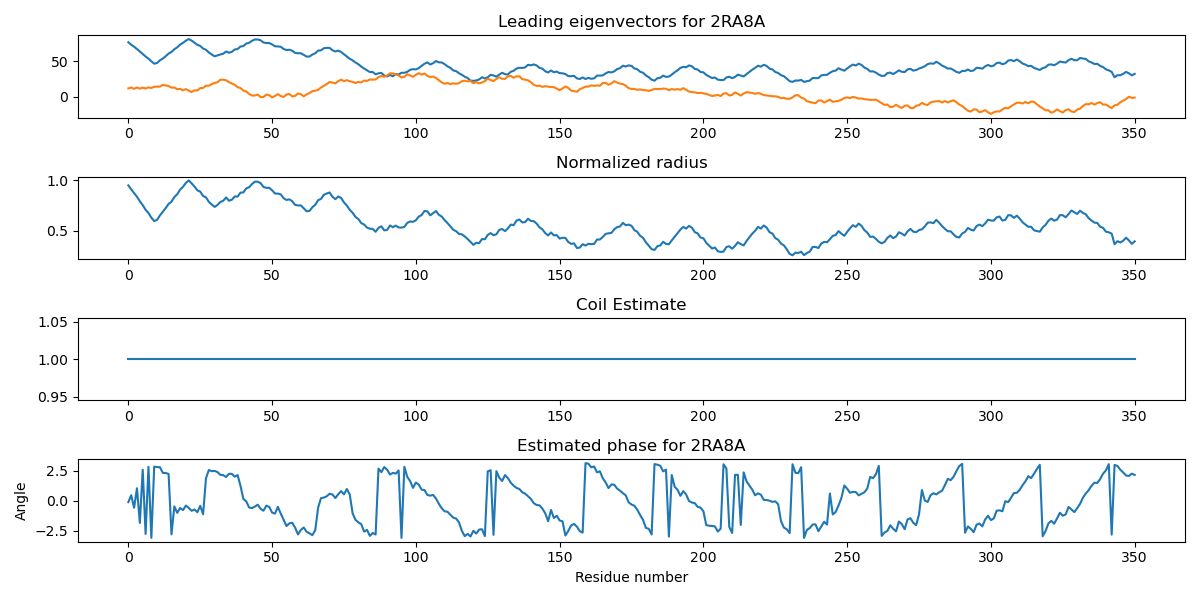 Leading eigenvectors for 2RA8A
50
0
0 50 100 150 200 250 300 350
Normalized radius
1.0
0.5
0 50 100 150 200 250 300 350
Coil Estimate
1.05
1.00
0.95
0 50 100 150 200 250 300 350
Estimated phase for 2RA8A
Angle
2.5
0.0
−2.5
0 50 100 150 200 250 300 350
Residue number